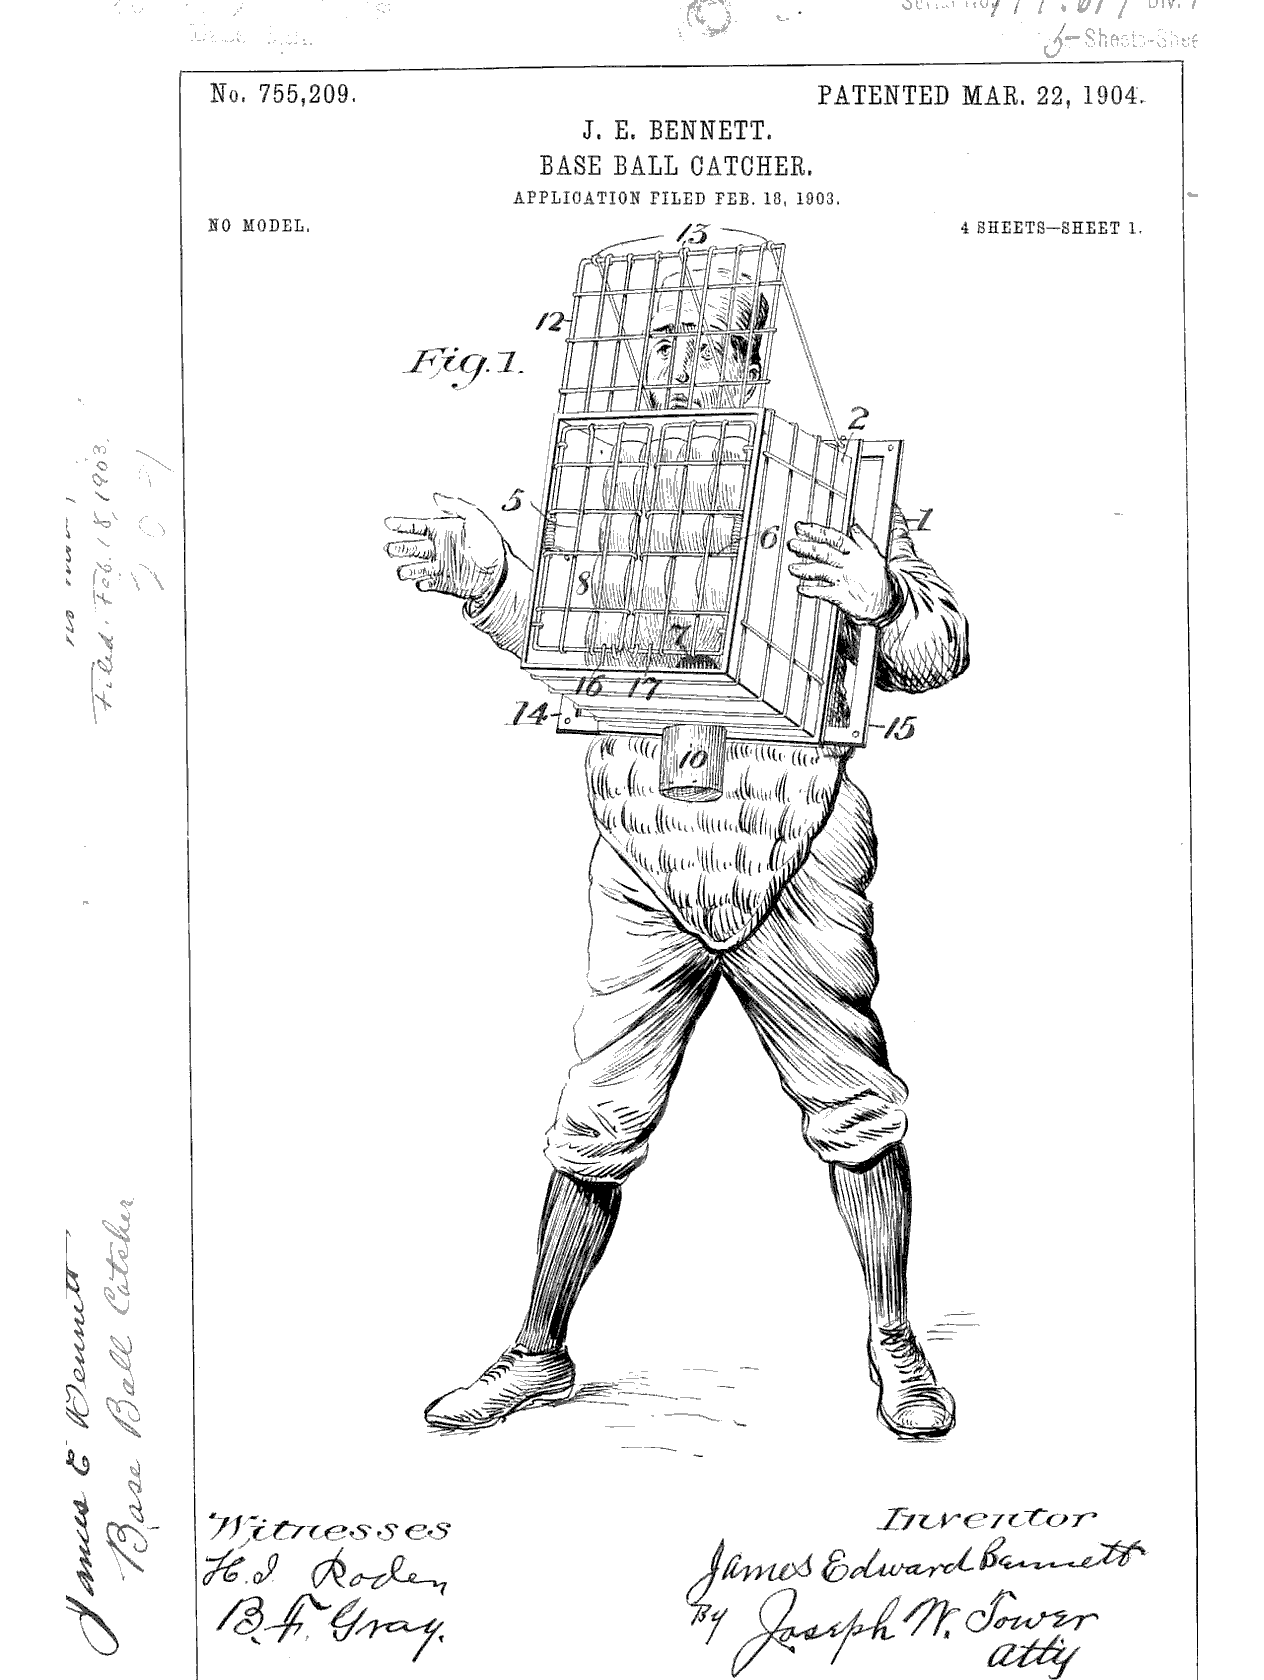 5-Sheets-Shee
No. 755,209.
PATENTED MAR. 22, 1904.
J. E. BENNETT.
BASE BALL CATCHER.
APPLICATION FILED FEB. 18, 1903.
NO MODEL.
4 SHEETS—SHEET 1.
13
12
Fig. 1.
2
5
1
6
8
7
16 17
14
15
10
Filed. Feb. 18, 1903.
James E Bennett
Base Ball Catcher
Witnesses
H. I. Roden
B. F. Gray.
Inventor
James Edward Bennett
By Joseph W. Tower
atty